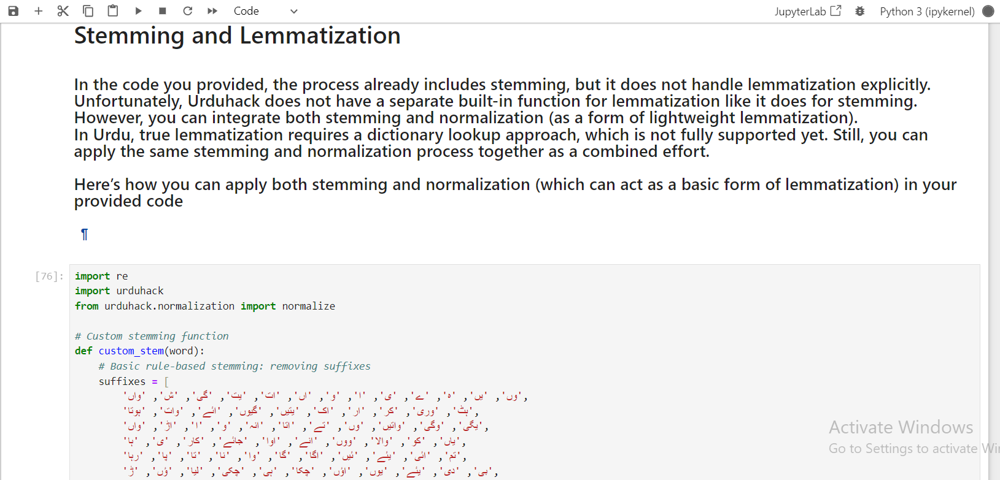 Code
JupyterLab
Python 3 (ipykernel)
Stemming and Lemmatization
In the code you provided, the process already includes stemming, but it does not handle lemmatization explicitly.
Unfortunately, Urduhack does not have a separate built-in function for lemmatization like it does for stemming.
However, you can integrate both stemming and normalization (as a form of lightweight lemmatization).
In Urdu, true lemmatization requires a dictionary lookup approach, which is not fully supported yet. Still, you can
apply the same stemming and normalization process together as a combined effort.
Here’s how you can apply both stemming and normalization (which can act as a basic form of lemmatization) in your
provided code
¶
[76]:
import re
import urduhack
from urduhack.normalization import normalize
# Custom stemming function
def custom_stem(word):
# Basic rule-based stemming: removing suffixes
suffixes = [
'وں', 'یں', 'ہ', 'ے', 'ی', 'ا', 'و', 'اں', 'ات', 'یت', 'گی', 'ش', 'واں',
'ہٹ', 'وری', 'کر', 'ار', 'اک', 'یتیں', 'گیوں', 'ائے', 'وات', 'ہوتا',
'یگی', 'وگی', 'واتیں', 'وں', 'تے', 'اتا', 'انہ', 'و', 'ا', 'اڑ', 'واں',
'یاں', 'کو', 'والا', 'ووں', 'انے', 'اوا', 'جائے', 'کار', 'ی', 'ہا',
'تم', 'ائی', 'یئے', 'ئیں', 'اگا', 'گا', 'وا', 'نا', 'تا', 'پا', 'رہا',
'بی', 'دی', 'یئے', 'یوں', 'اؤں', 'چکا', 'ہی', 'چکی', 'لیا', 'ؤں', 'ڑ',
Activate Windows
Go to Settings to activate